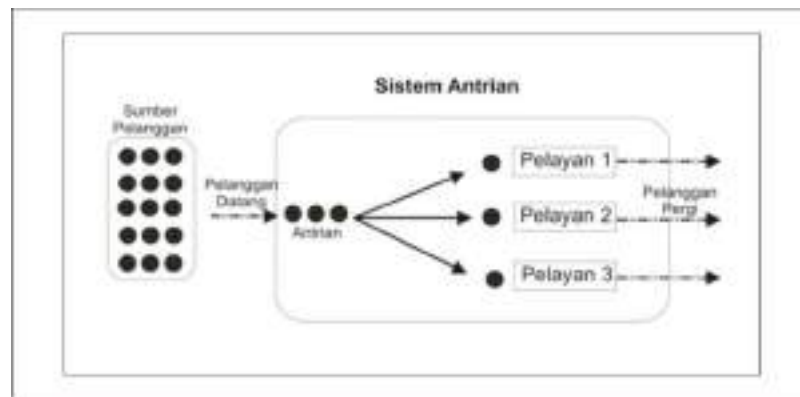 Sistem Antrian
Sumber
Pelanggan
Pelanggan
Datang
Antrian
Pelayan 1
Pelayan 2
Pelayan 3
Pelanggan
Pergi